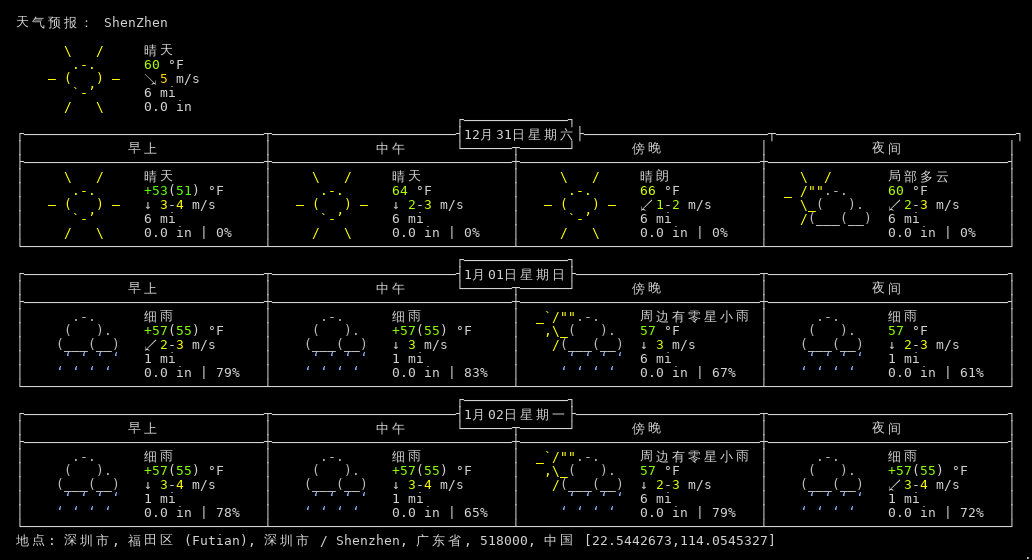 天气预报： ShenZhen
晴天
60 °F
↘5 m/s
6 mi
0.0 in
12月31日星期六
早上 中午 傍晚 夜间
晴天 晴天 晴朗 局部多云
+53(51) °F 64 °F 66 °F 60 °F
↓ 3-4 m/s ↓ 2-3 m/s ↙1-2 m/s ↙2-3 m/s
6 mi 6 mi 6 mi 6 mi
0.0 in | 0% 0.0 in | 0% 0.0 in | 0% 0.0 in | 0%
1月01日星期日
早上 中午 傍晚 夜间
细雨 细雨 周边有零星小雨 细雨
+57(55) °F +57(55) °F 57 °F 57 °F
↙2-3 m/s ↓ 3 m/s ↓ 3 m/s ↓ 2-3 m/s
1 mi 1 mi 6 mi 1 mi
0.0 in | 79% 0.0 in | 83% 0.0 in | 67% 0.0 in | 61%
1月02日星期一
早上 中午 傍晚 夜间
细雨 细雨 周边有零星小雨 细雨
+57(55) °F +57(55) °F 57 °F +57(55) °F
↓ 3-4 m/s ↓ 3-4 m/s ↓ 2-3 m/s ↙3-4 m/s
1 mi 1 mi 6 mi 1 mi
0.0 in | 78% 0.0 in | 65% 0.0 in | 79% 0.0 in | 72%
地点: 深圳市, 福田区 (Futian), 深圳市 / Shenzhen, 广东省, 518000, 中国 [22.5442673,114.0545327]